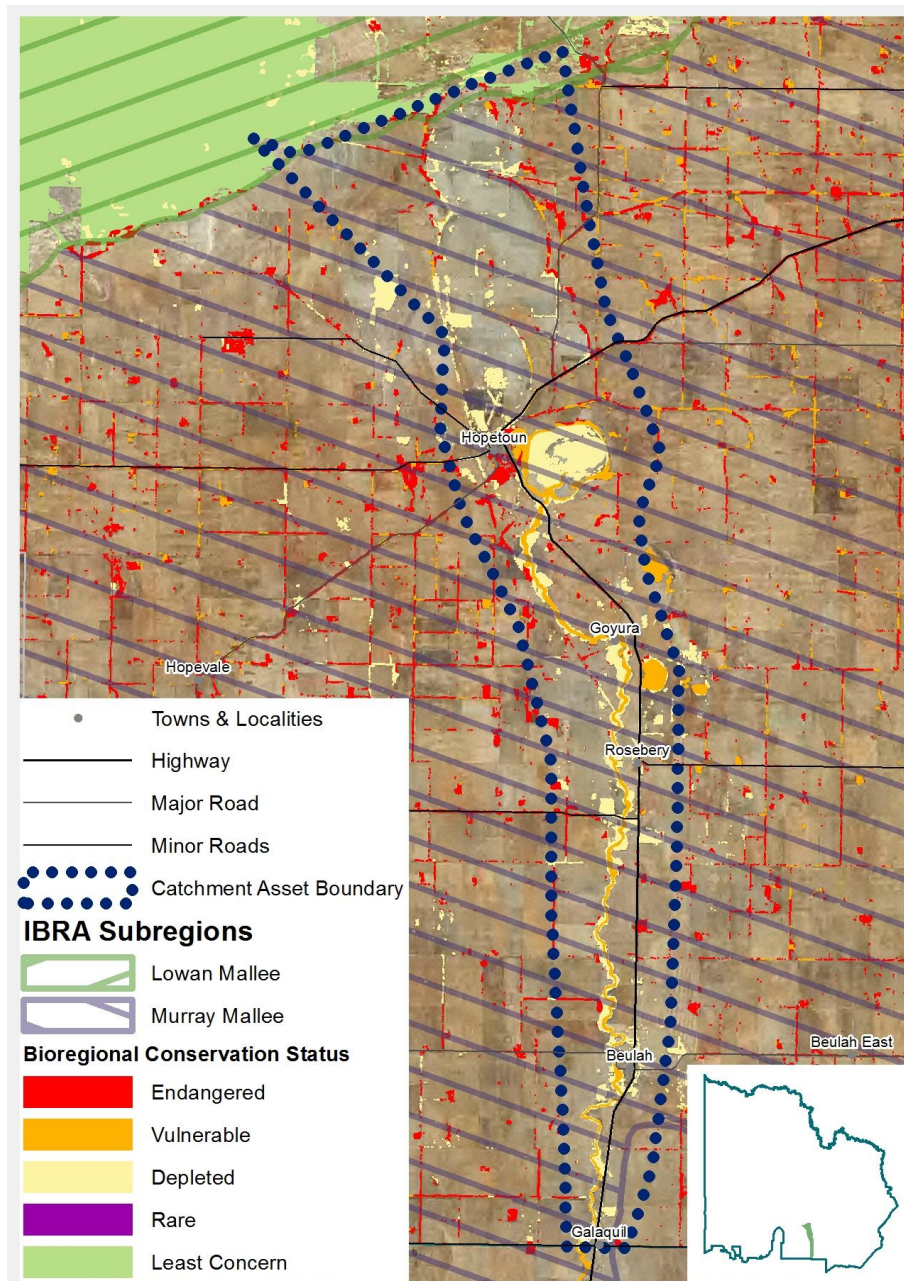 Hopetoun
Goyura
Hopevale
Rosebery
Beulah East
Beulah
Galaquil
Towns & Localities
Highway
Major Road
Minor Roads
Catchment Asset Boundary
IBRA Subregions
Lowan Mallee
Murray Mallee
Bioregional Conservation Status
Endangered
Vulnerable
Depleted
Rare
Least Concern